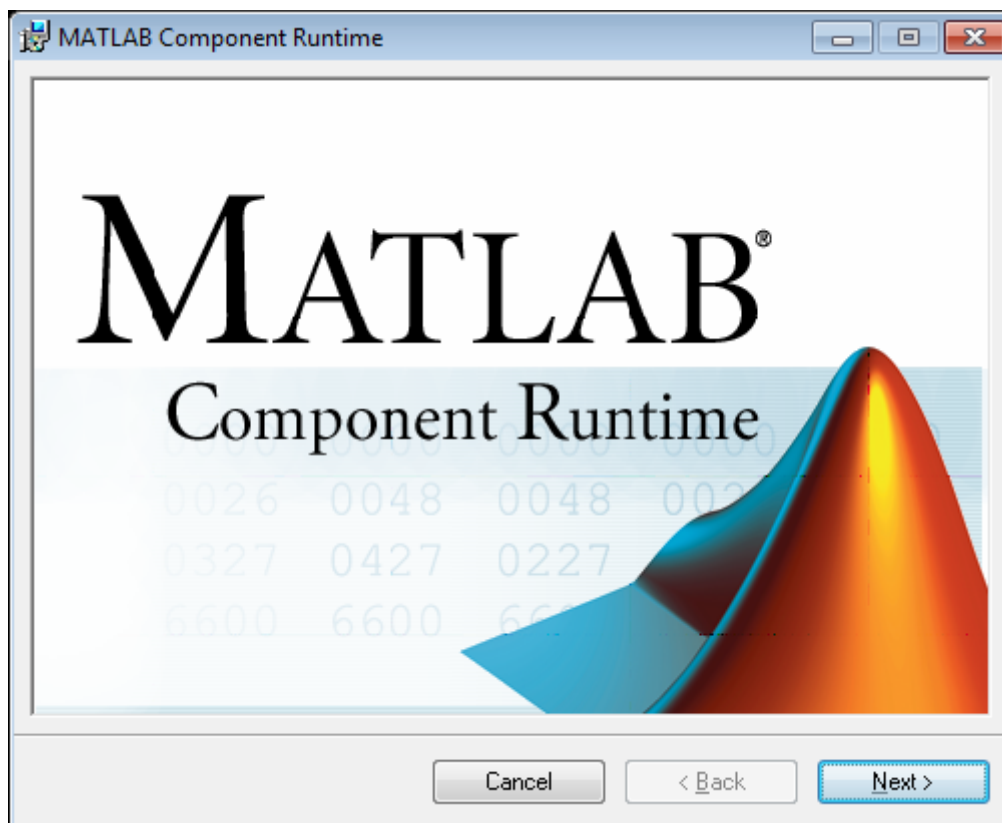 MATLAB Component Runtime
MATLAB®
Component Runtime
0026 0048 0048
0327 0427 0227
6600 6600
Cancel < Back Next >